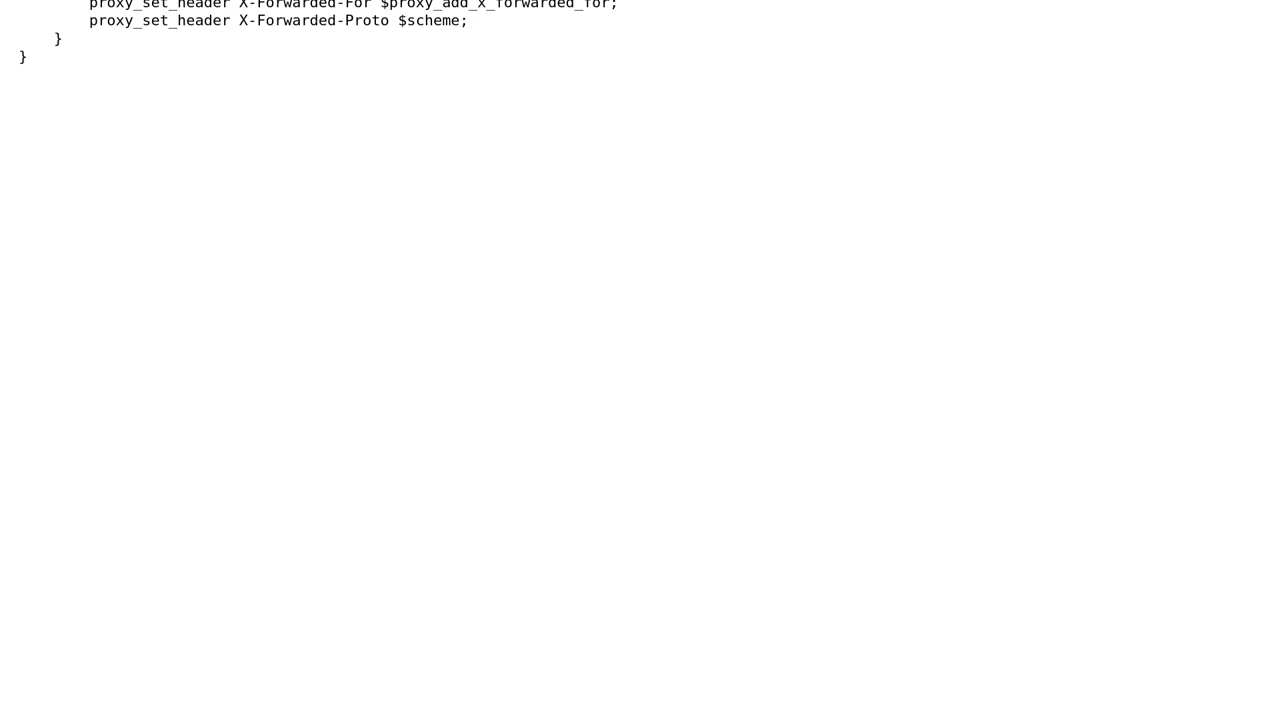 proxy_set_header X-Forwarded-For $proxy_add_x_forwarded_for;
        proxy_set_header X-Forwarded-Proto $scheme;
    }
}